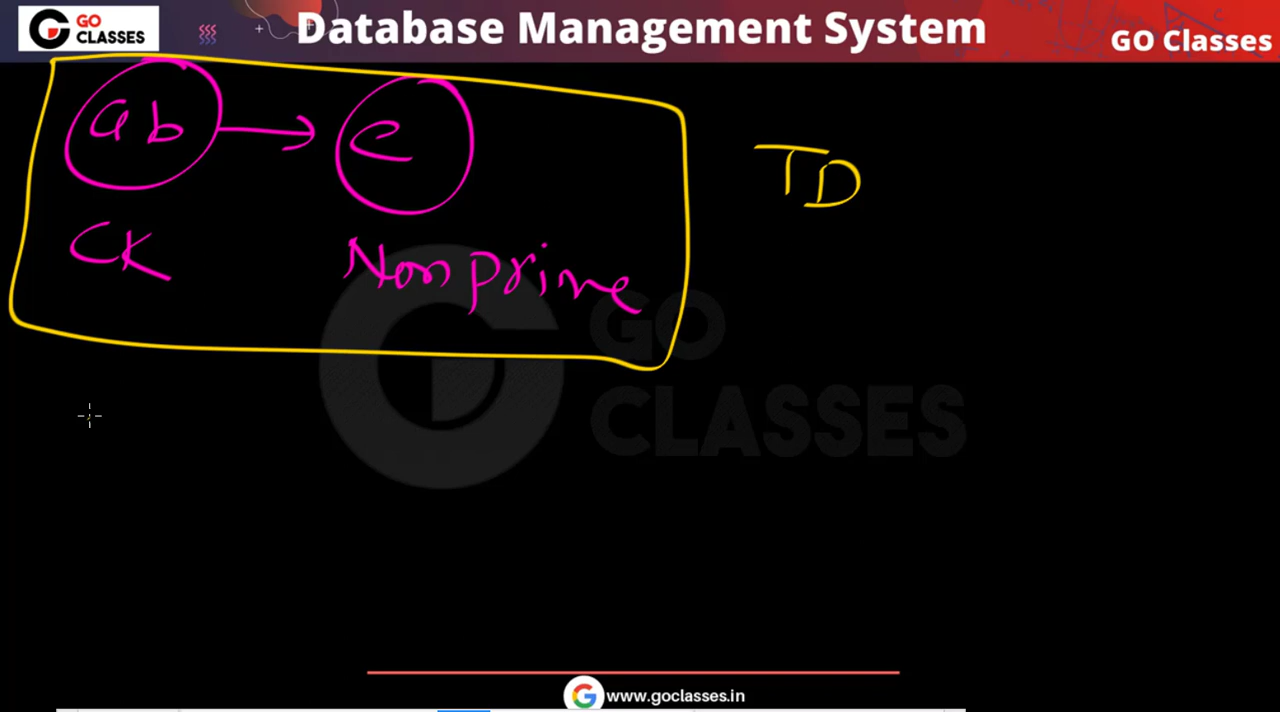 GO CLASSES
Database Management System
GO Classes
ab → e
TD
CK
Nonprime
GO CLASSES
www.goclasses.in